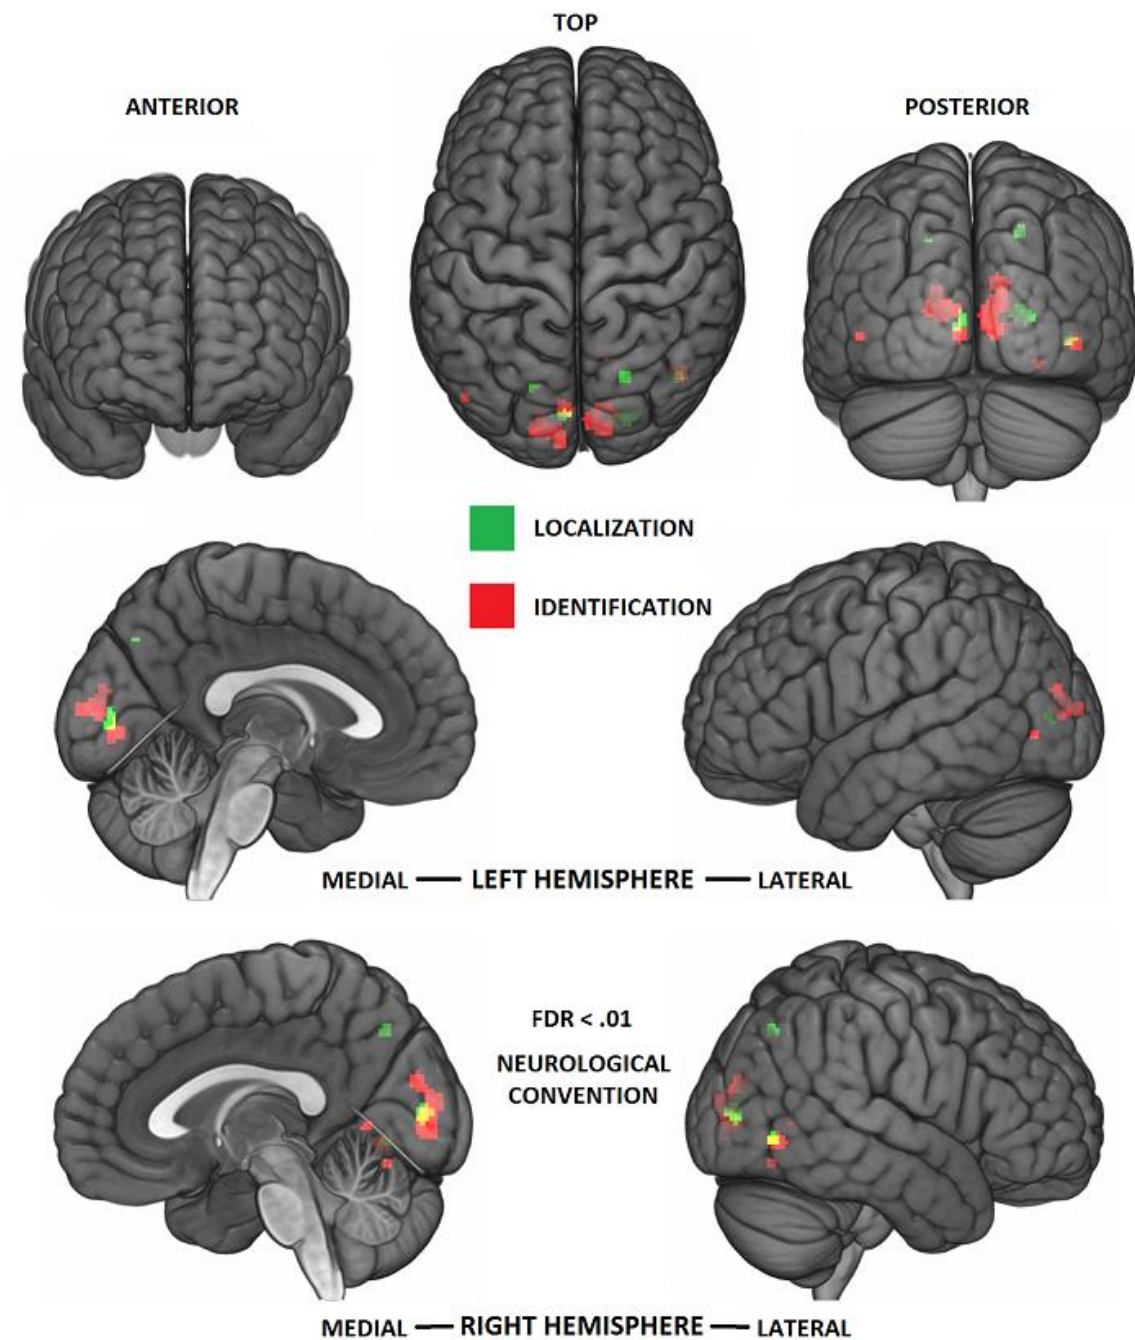 TOP
ANTERIOR
POSTERIOR
LOCALIZATION
IDENTIFICATION
MEDIAL — LEFT HEMISPHERE — LATERAL
FDR < .01
NEUROLOGICAL
CONVENTION
MEDIAL — RIGHT HEMISPHERE — LATERAL